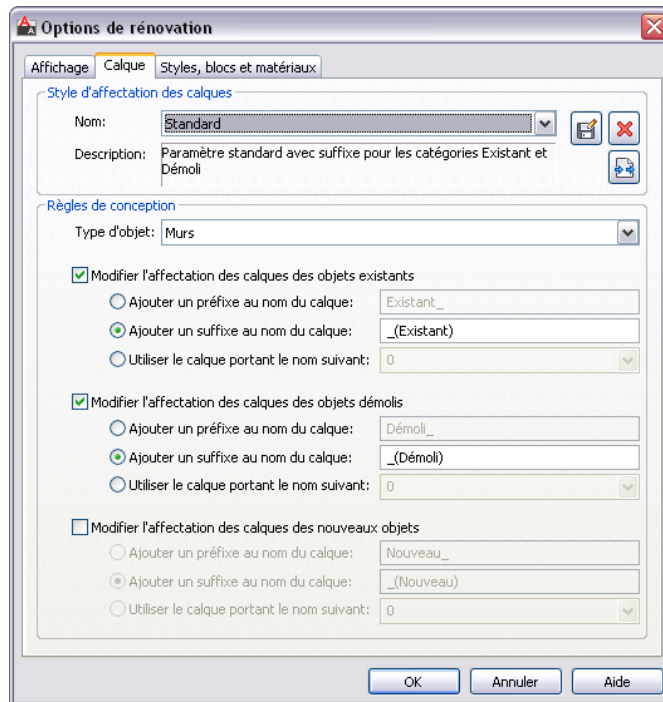 Options de rénovation
Affichage Calque Styles, blocs et matériaux
Style d'affectation des calques
Nom: Standard
Description: Paramètre standard avec suffixe pour les catégories Existant et
Démoli
Règles de conception
Type d'objet: Murs
Modifier l'affectation des calques des objets existants
Ajouter un préfixe au nom du calque: Existant_
Ajouter un suffixe au nom du calque: _(Existant)
Utiliser le calque portant le nom suivant: 0
Modifier l'affectation des calques des objets démolis
Ajouter un préfixe au nom du calque: Démoli_
Ajouter un suffixe au nom du calque: _(Démoli)
Utiliser le calque portant le nom suivant: 0
Modifier l'affectation des calques des nouveaux objets
Ajouter un préfixe au nom du calque: Nouveau_
Ajouter un suffixe au nom du calque: _(Nouveau)
Utiliser le calque portant le nom suivant: 0
OK Annuler Aide